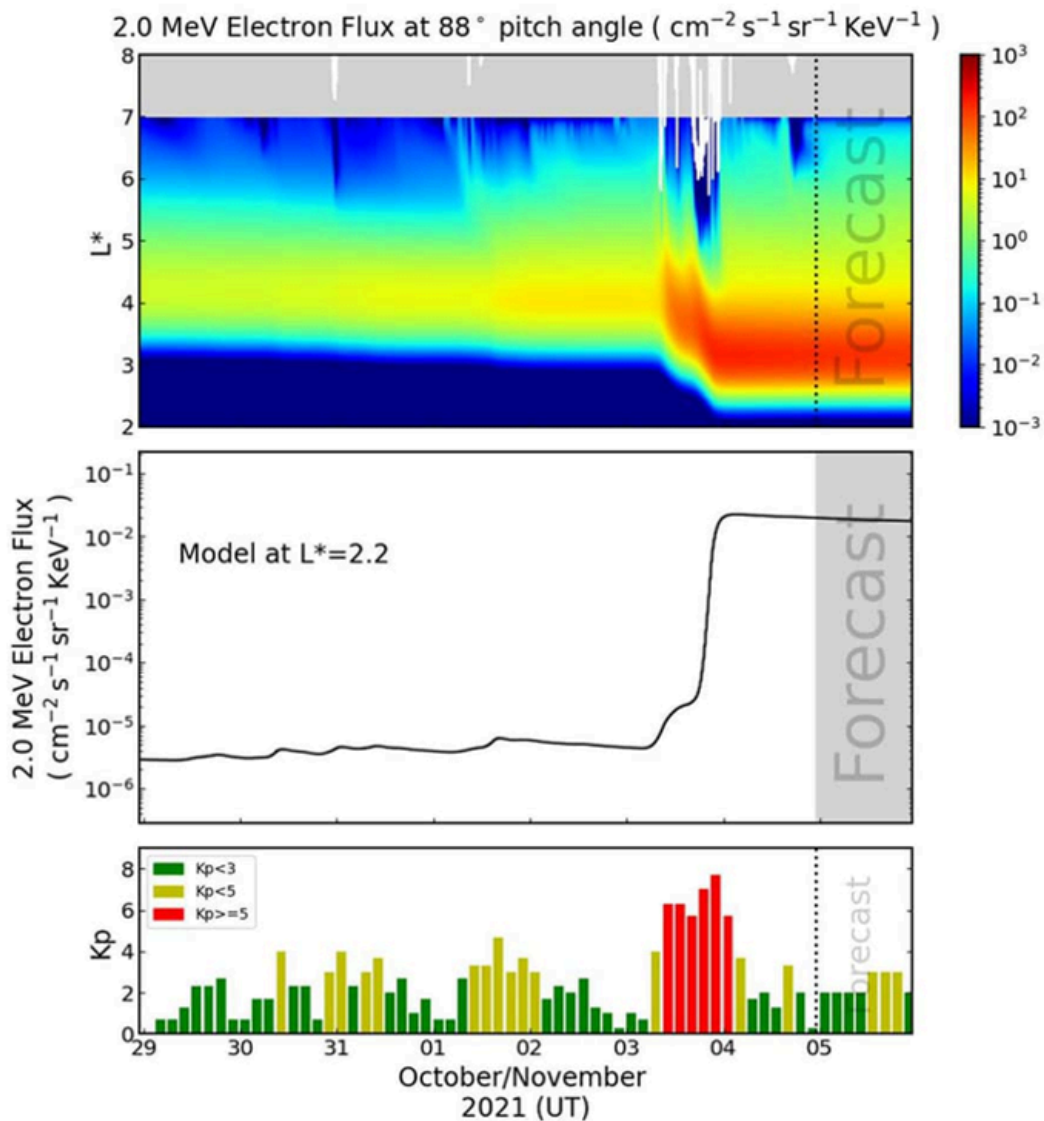 2.0 MeV Electron Flux at 88° pitch angle ( cm⁻² s⁻¹ sr⁻¹ KeV⁻¹ )
8
7
6
5
4
3
2
L*
Forecast
10³
10²
10¹
10⁰
10⁻¹
10⁻²
10⁻³
2.0 MeV Electron Flux
( cm⁻² s⁻¹ sr⁻¹ KeV⁻¹ )
10⁻¹
10⁻²
10⁻³
10⁻⁴
10⁻⁵
10⁻⁶
Model at L*=2.2
Forecast
Kp
8
6
4
2
0
Kp<3
Kp<5
Kp>=5
Forecast
29 30 31 01 02 03 04 05
October/November
2021 (UT)